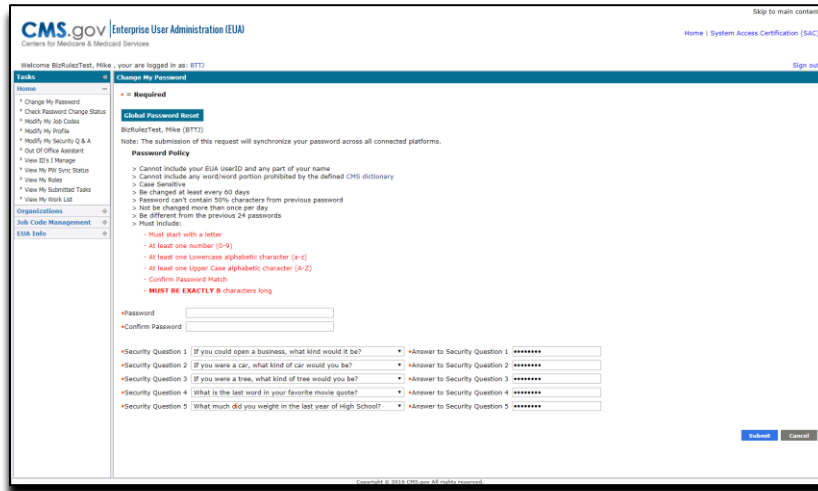 Skip to main content
CMS.gov Enterprise User Administration (EUA)
Centers for Medicare & Medicaid Services
Home | System Access Certification (SAC)
Welcome BizRulezTest, Mike , your are logged in as: BTTJ
Sign out
Tasks «
Home
Change My Password
Check Password Change Status
Modify My Job Codes
Modify My Profile
Modify My Security Q & A
Out Of Office Assistant
View ID's I Manage
View My PW Sync Status
View My Roles
View My Submitted Tasks
View My Work List
Organizations
Job Code Management
EUA Info
Change My Password
• = Required
Global Password Reset
BizRulezTest, Mike (BTTJ)
Note: The submission of this request will synchronize your password across all connected platforms.
Password Policy
> Cannot include your EUA UserID and any part of your name
> Cannot include any word/word portion prohibited by the defined CMS dictionary
> Case Sensitive
> Be changed at least every 60 days
> Password can't contain 50% characters from previous password
> Not be changed more than once per day
> Be different from the previous 24 passwords
> Must include:
- Must start with a letter
- At least one number (0-9)
- At least one Lowercase alphabetic character (a-z)
- At least one Upper Case alphabetic character (A-Z)
- Confirm Password Match
- MUST BE EXACTLY 8 characters long
•Password
•Confirm Password
•Security Question 1 If you could open a business, what kind would it be? •Answer to Security Question 1 ••••••••
•Security Question 2 If you were a car, what kind of car would you be? •Answer to Security Question 2 ••••••••
•Security Question 3 If you were a tree, what kind of tree would you be? •Answer to Security Question 3 ••••••••
•Security Question 4 What is the last word in your favorite movie quote? •Answer to Security Question 4 ••••••••
•Security Question 5 What much did you weight in the last year of High School? •Answer to Security Question 5 ••••••••
Submit Cancel
Copyright © 2016 CMS.gov All rights reserved.